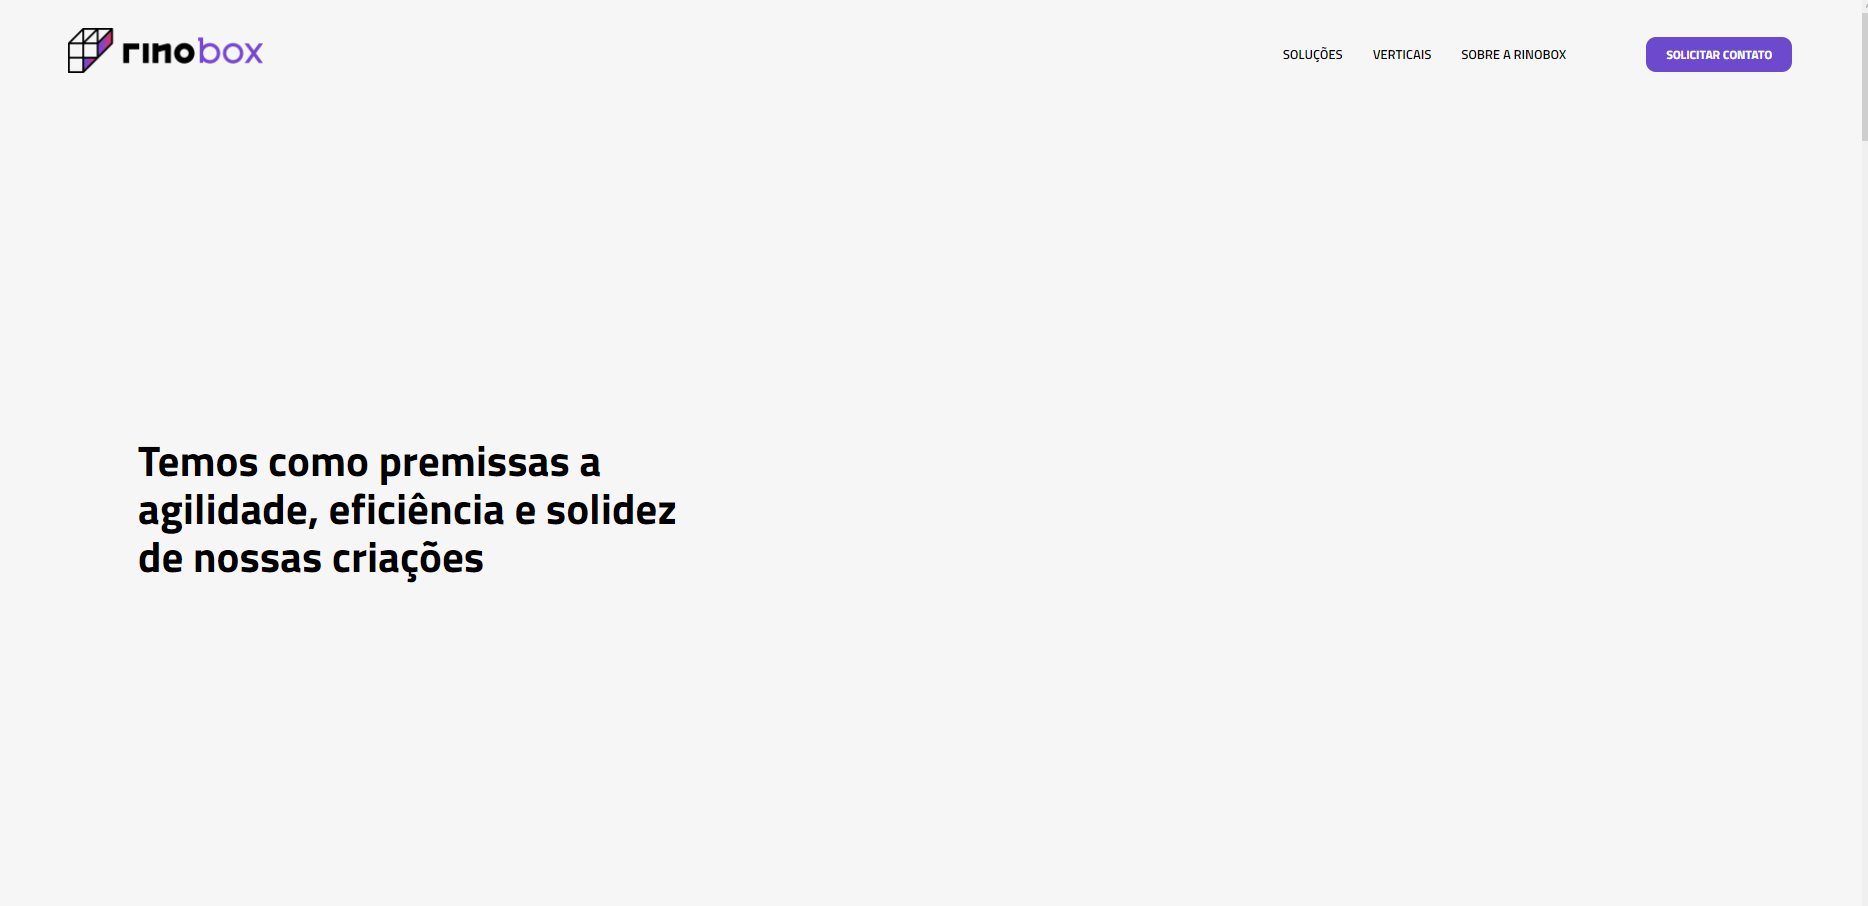 rinobox
SOLUÇÕES VERTICAIS SOBRE A RINOBOX SOLICITAR CONTATO
Temos como premissas a
agilidade, eficiência e solidez
de nossas criações